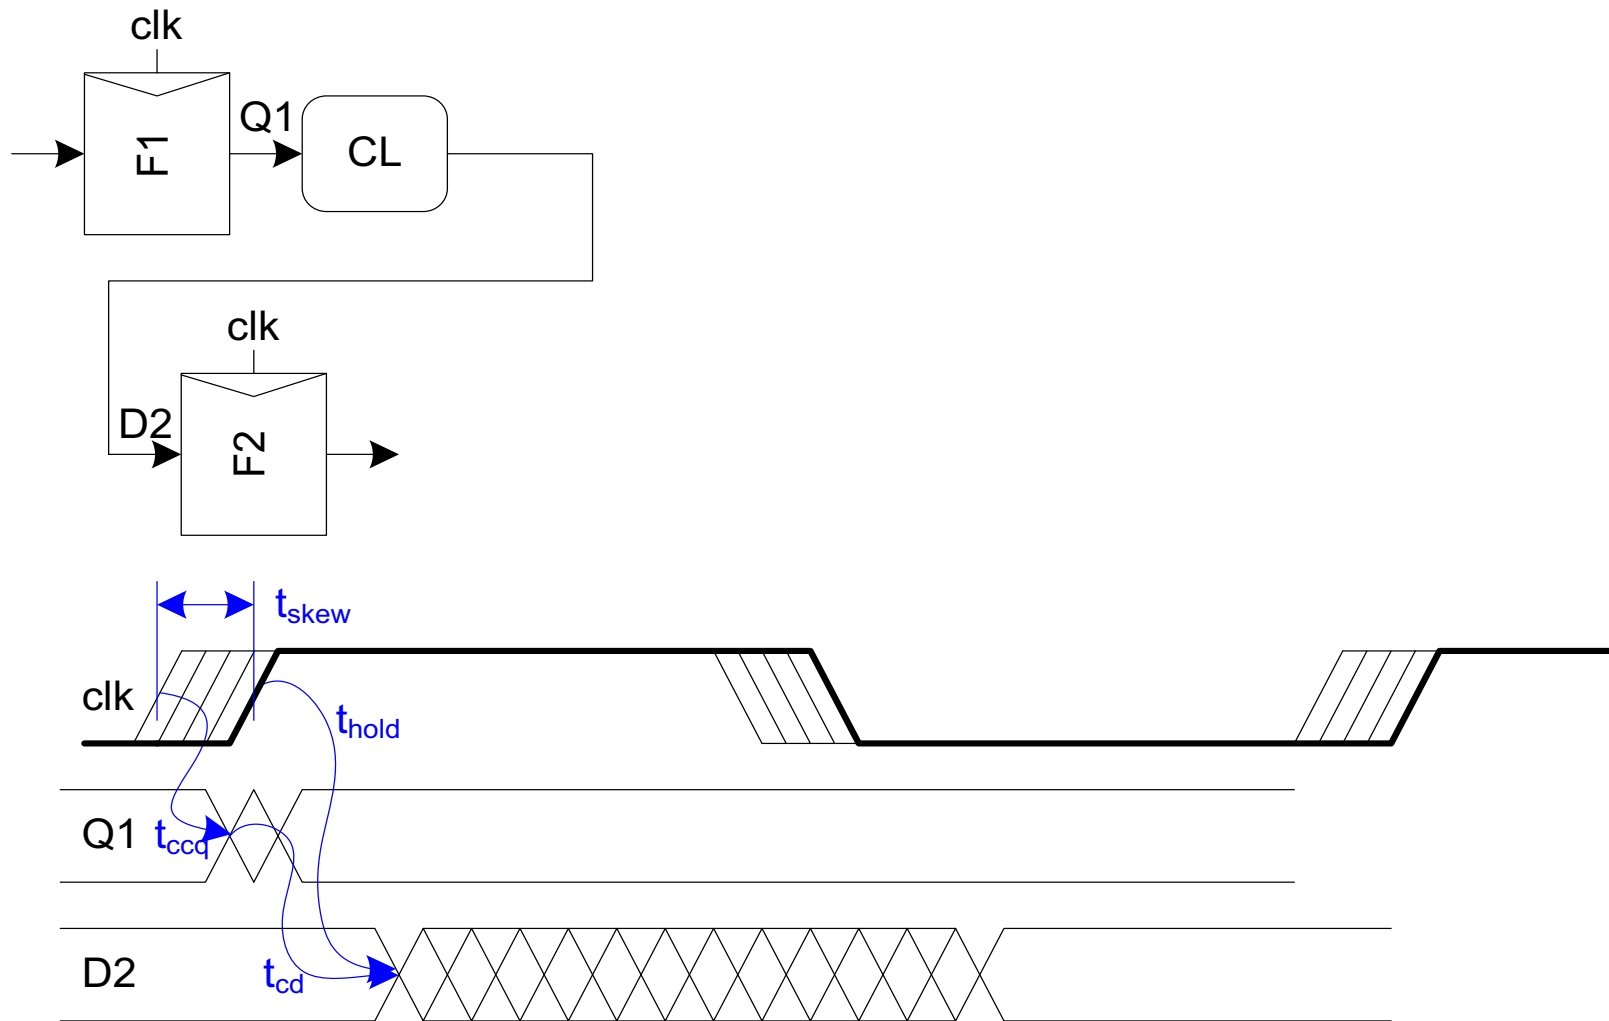 clk
Q1
F1
CL
clk
D2
F2
tskew
clk
thold
Q1
tccq
D2
tcd